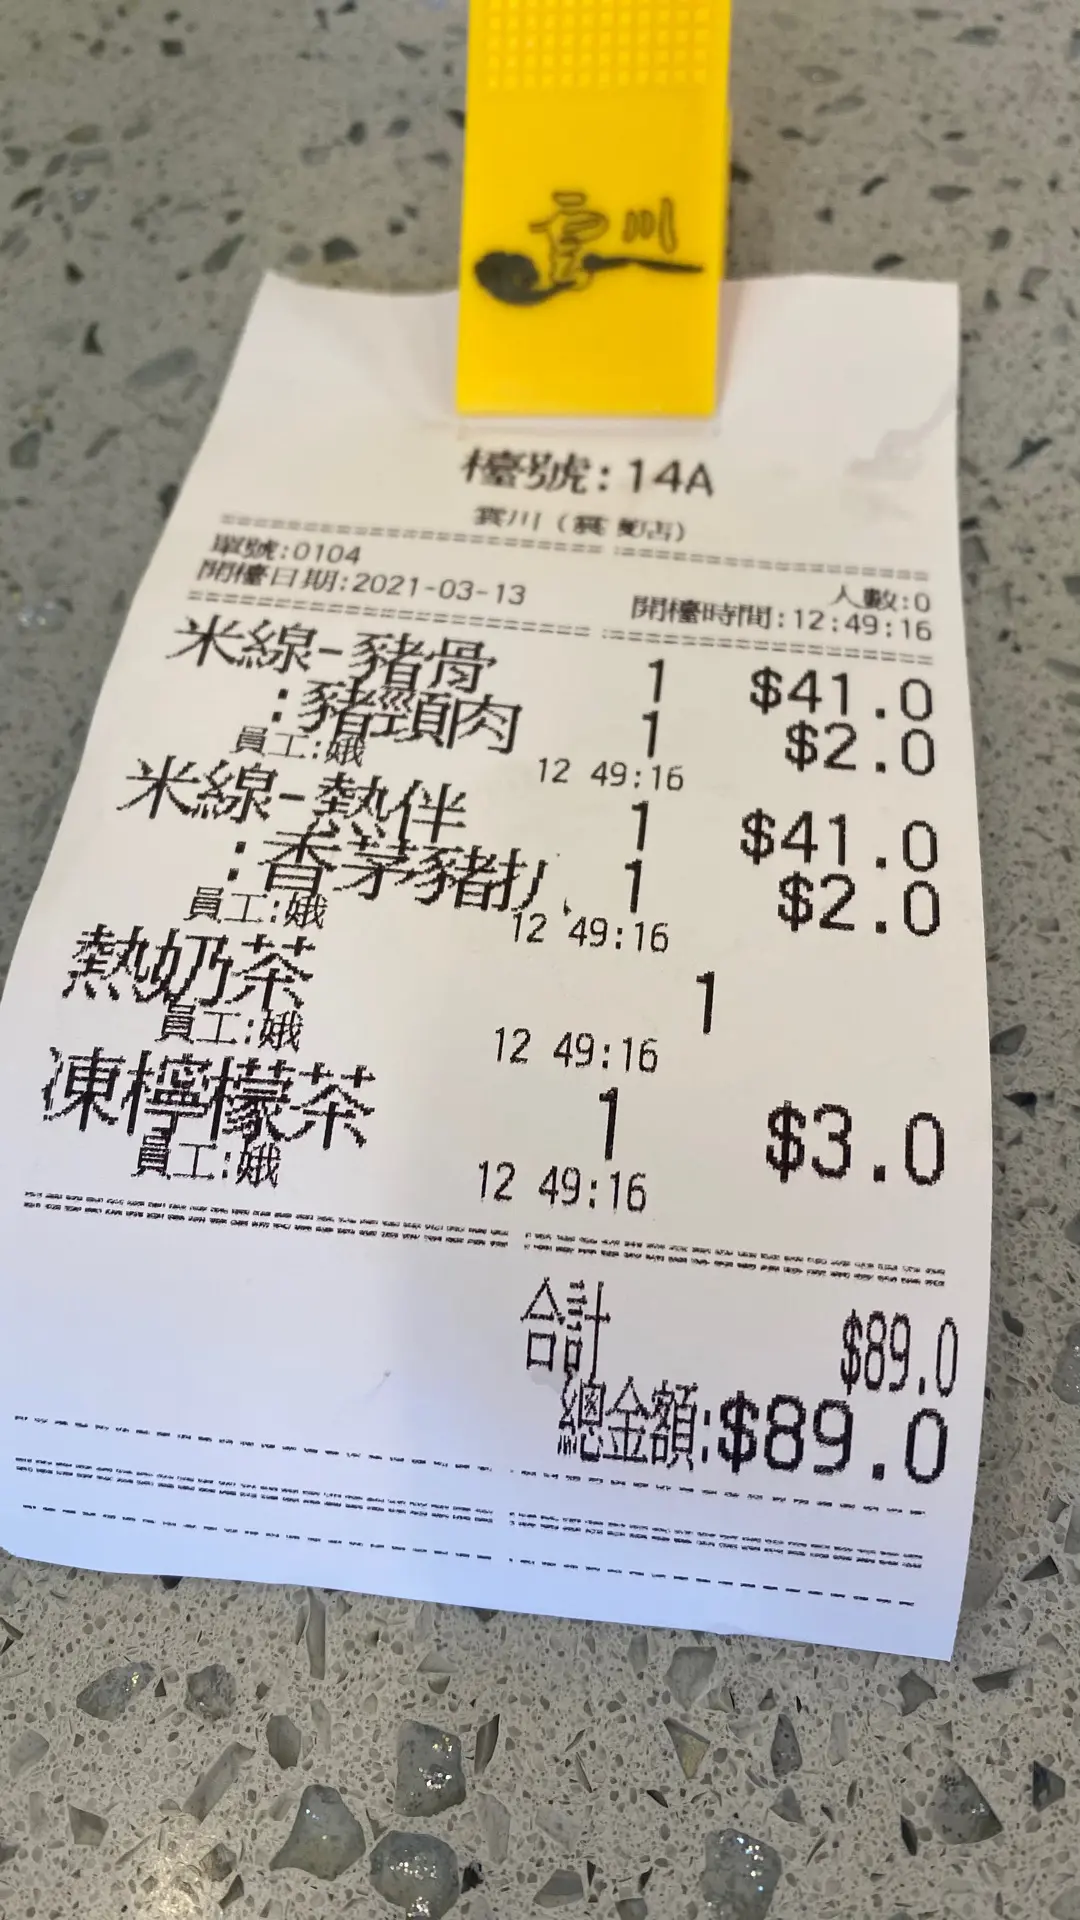 雲川
檯號:14A
雲川(
單號:0104
人數:0
開檯日期:2021-03-13 開檯時間:12:49:16
米線-豬骨 1 $41.0
:豬頸肉 1 $2.0
員工:娥 12 49:16
米線-熱伴 1 $41.0
:香茅豬扒 1 $2.0
員工:娥 12 49:16
熱奶茶 1
員工:娥 12 49:16
凍檸檬茶 1 $3.0
員工:娥 12 49:16
合計 $89.0
總金額:$89.0